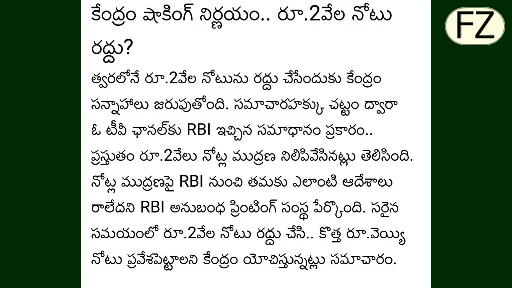 కేంద్రం షాకింగ్ నిర్ణయం.. రూ.2వేల నోటు
రద్దు?
త్వరలోనే రూ.2వేల నోటును రద్దు చేసేందుకు కేంద్రం
సన్నాహాలు జరుపుతోంది. సమాచారహక్కు చట్టం ద్వారా
ఓ టీవీ ఛానల్‌కు RBI ఇచ్చిన సమాధానం ప్రకారం..
ప్రస్తుతం రూ.2వేలు నోట్ల ముద్రణ నిలిపివేసినట్లు తెలిసింది.
నోట్ల ముద్రణపై RBI నుంచి తమకు ఎలాంటి ఆదేశాలు
రాలేదని RBI అనుబంధ ప్రింటింగ్ సంస్థ పేర్కొంది. సరైన
సమయంలో రూ.2వేల నోటు రద్దు చేసి.. కొత్త రూ.వెయ్యి
నోటు ప్రవేశపెట్టాలని కేంద్రం యోచిస్తున్నట్లు సమాచారం.
FZ